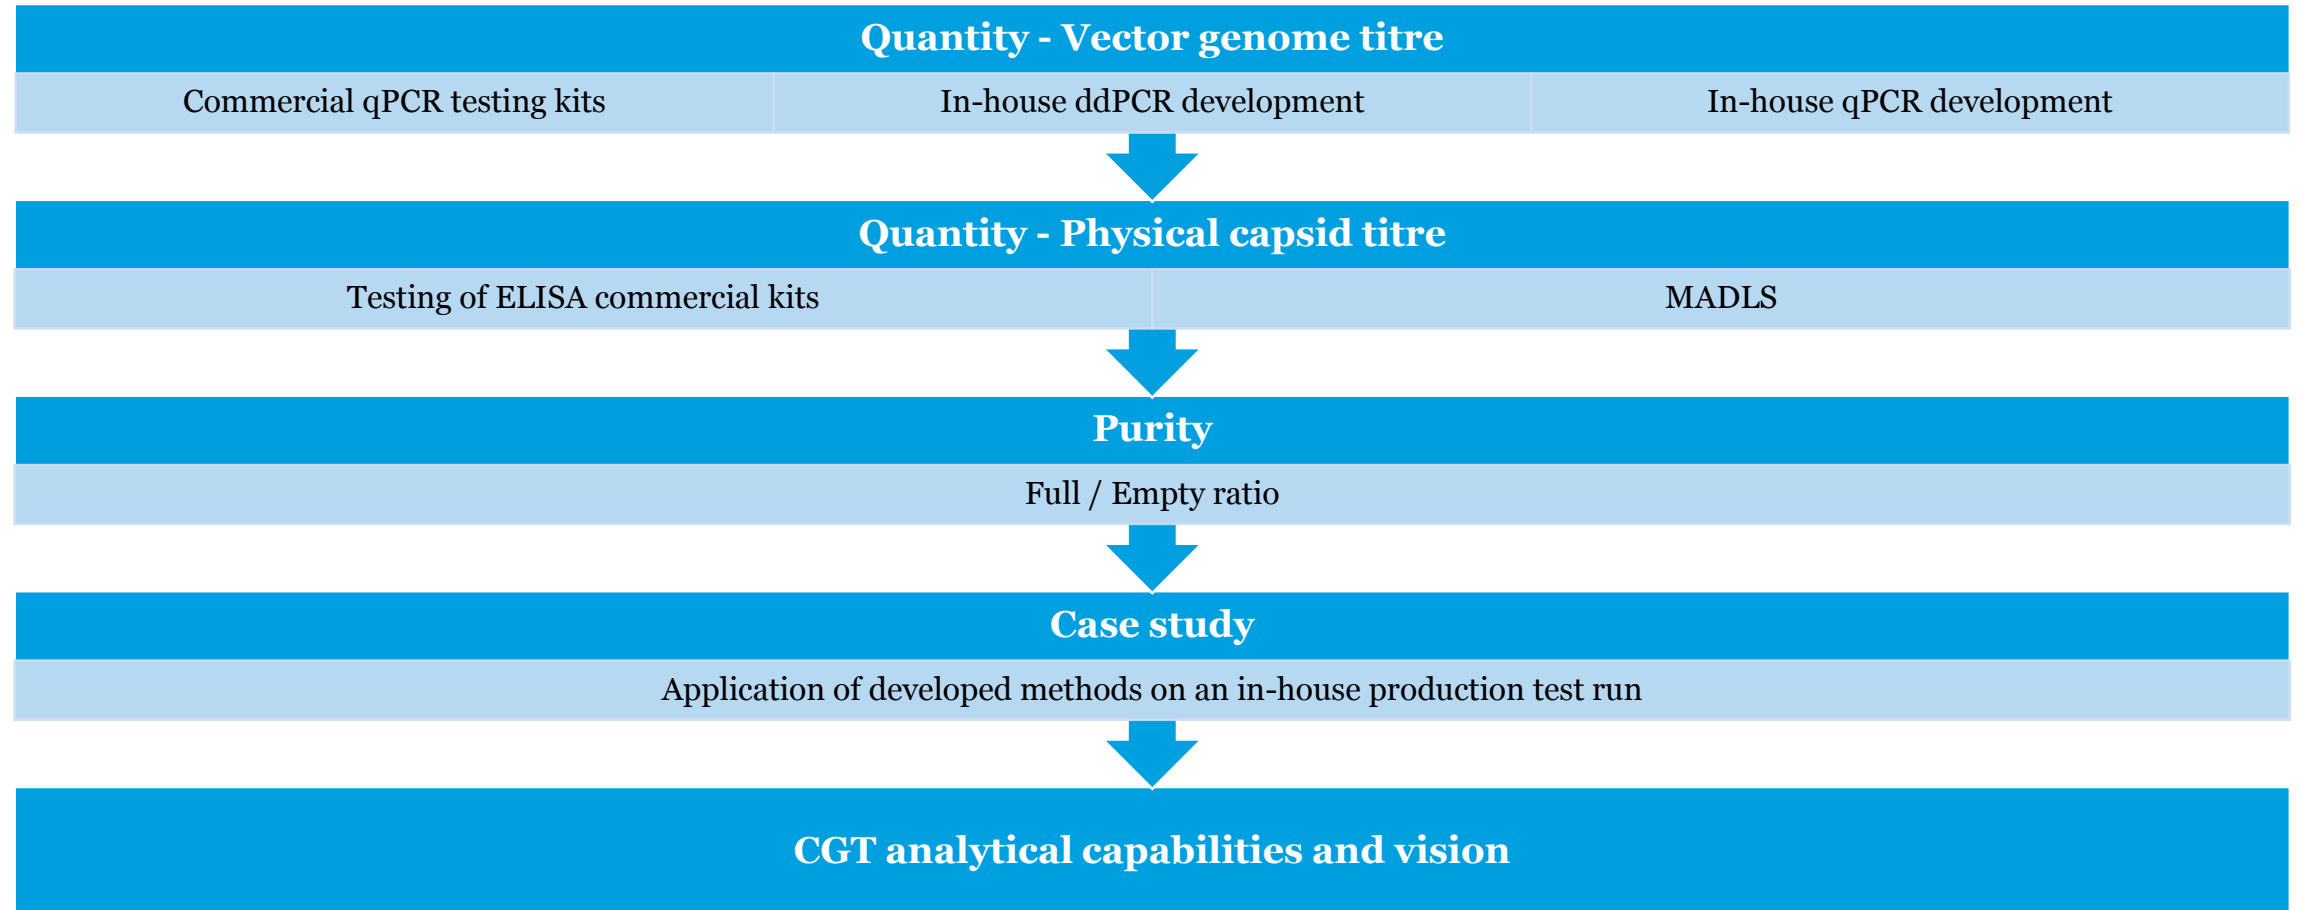 Quantity - Vector genome titre
Commercial qPCR testing kits
In-house ddPCR development
In-house qPCR development
Quantity - Physical capsid titre
Testing of ELISA commercial kits
MADLS
Purity
Full / Empty ratio
Case study
Application of developed methods on an in-house production test run
CGT analytical capabilities and vision